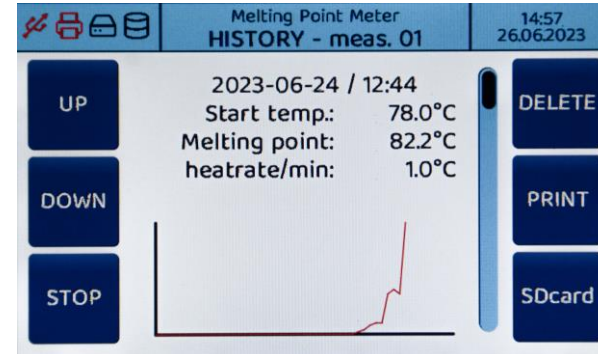 Melting Point Meter
HISTORY - meas. 01
14:57
26.06.2023
UP
DOWN
STOP
2023-06-24 / 12:44
Start temp.: 78.0°C
Melting point: 82.2°C
heatrate/min: 1.0°C
DELETE
PRINT
SDcard